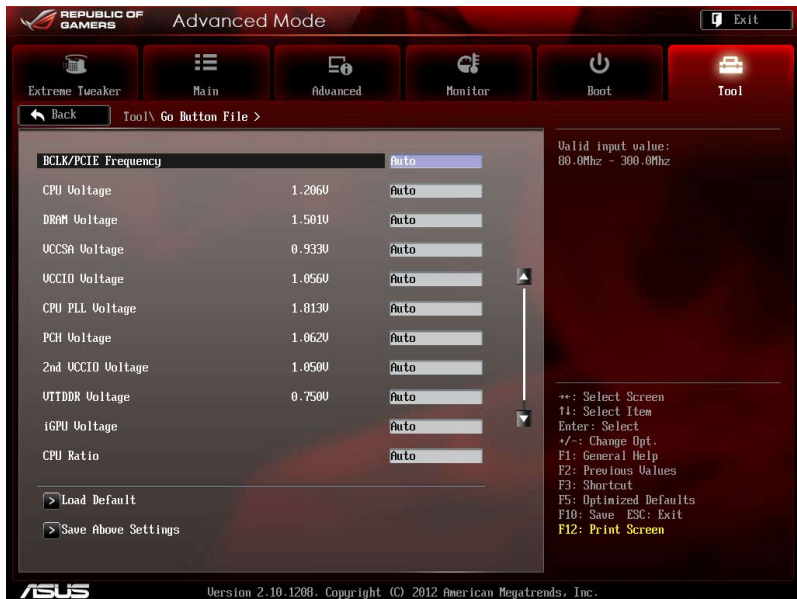 REPUBLIC OF GAMERS
Advanced Mode
Exit
Extreme Tweaker
Main
Advanced
Monitor
Boot
Tool
Back
Tool\ Go Button File >
BCLK/PCIE Frequency Auto
CPU Voltage 1.206V Auto
DRAM Voltage 1.501V Auto
VCCSA Voltage 0.933V Auto
VCCIO Voltage 1.056V Auto
CPU PLL Voltage 1.813V Auto
PCH Voltage 1.062V Auto
2nd VCCIO Voltage 1.050V Auto
VTTDDR Voltage 0.750V Auto
iGPU Voltage Auto
CPU Ratio Auto
> Load Default
> Save Above Settings
Valid input value:
80.0Mhz - 300.0Mhz
→←: Select Screen
↑↓: Select Item
Enter: Select
+/-: Change Opt.
F1: General Help
F2: Previous Values
F3: Shortcut
F5: Optimized Defaults
F10: Save ESC: Exit
F12: Print Screen
ASUS
Version 2.10.1208. Copyright (C) 2012 American Megatrends, Inc.